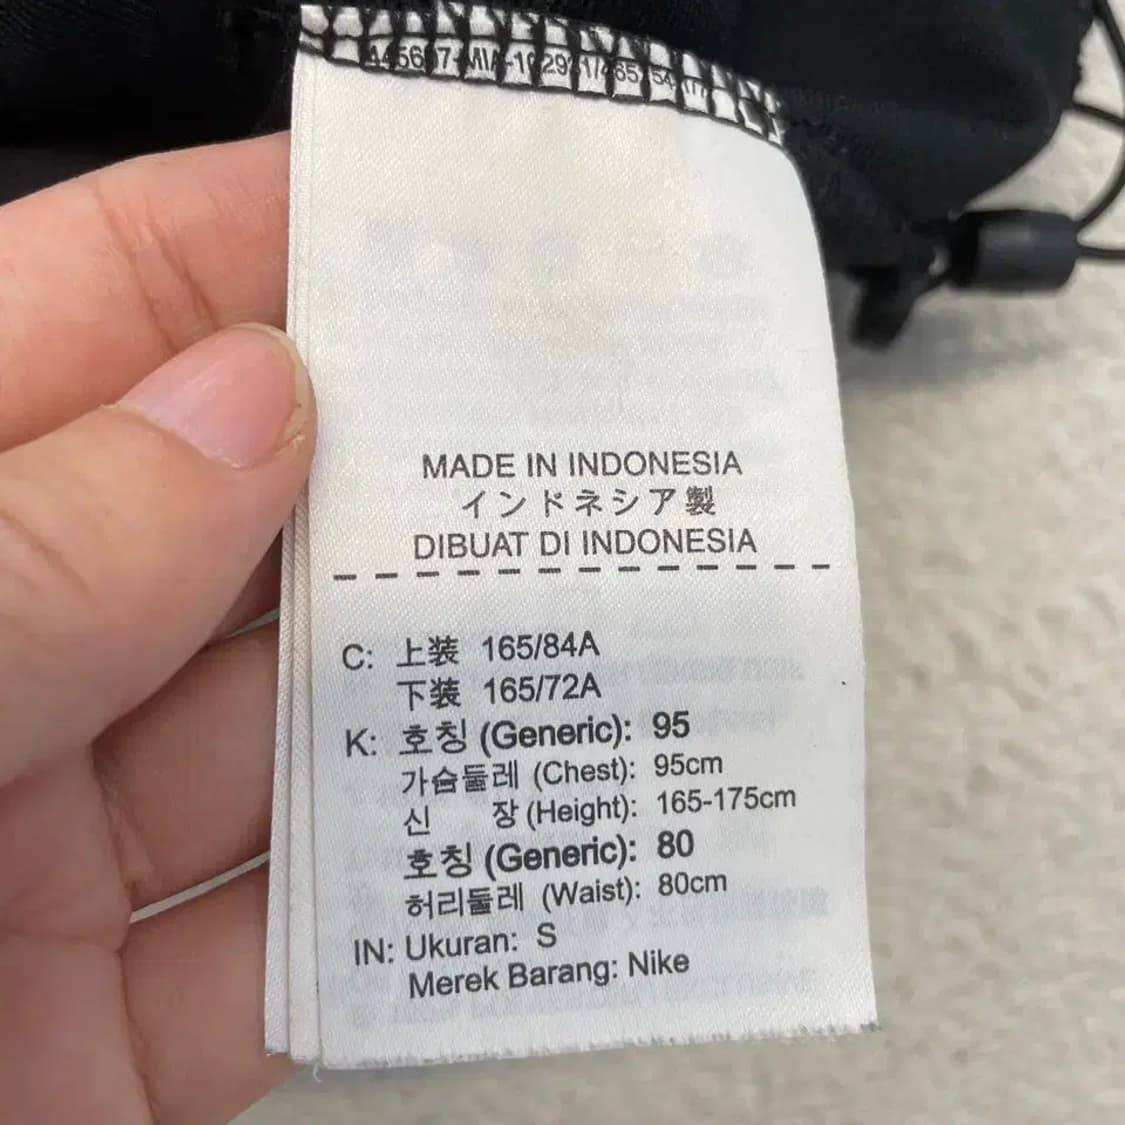 MADE IN INDONESIA
インドネシア製
DIBUAT DI INDONESIA
C: 上装 165/84A
下装 165/72A
K: 호칭 (Generic): 95
가슴둘레 (Chest): 95cm
신 장 (Height): 165-175cm
호칭 (Generic): 80
허리둘레 (Waist): 80cm
IN: Ukuran: S
Merek Barang: Nike